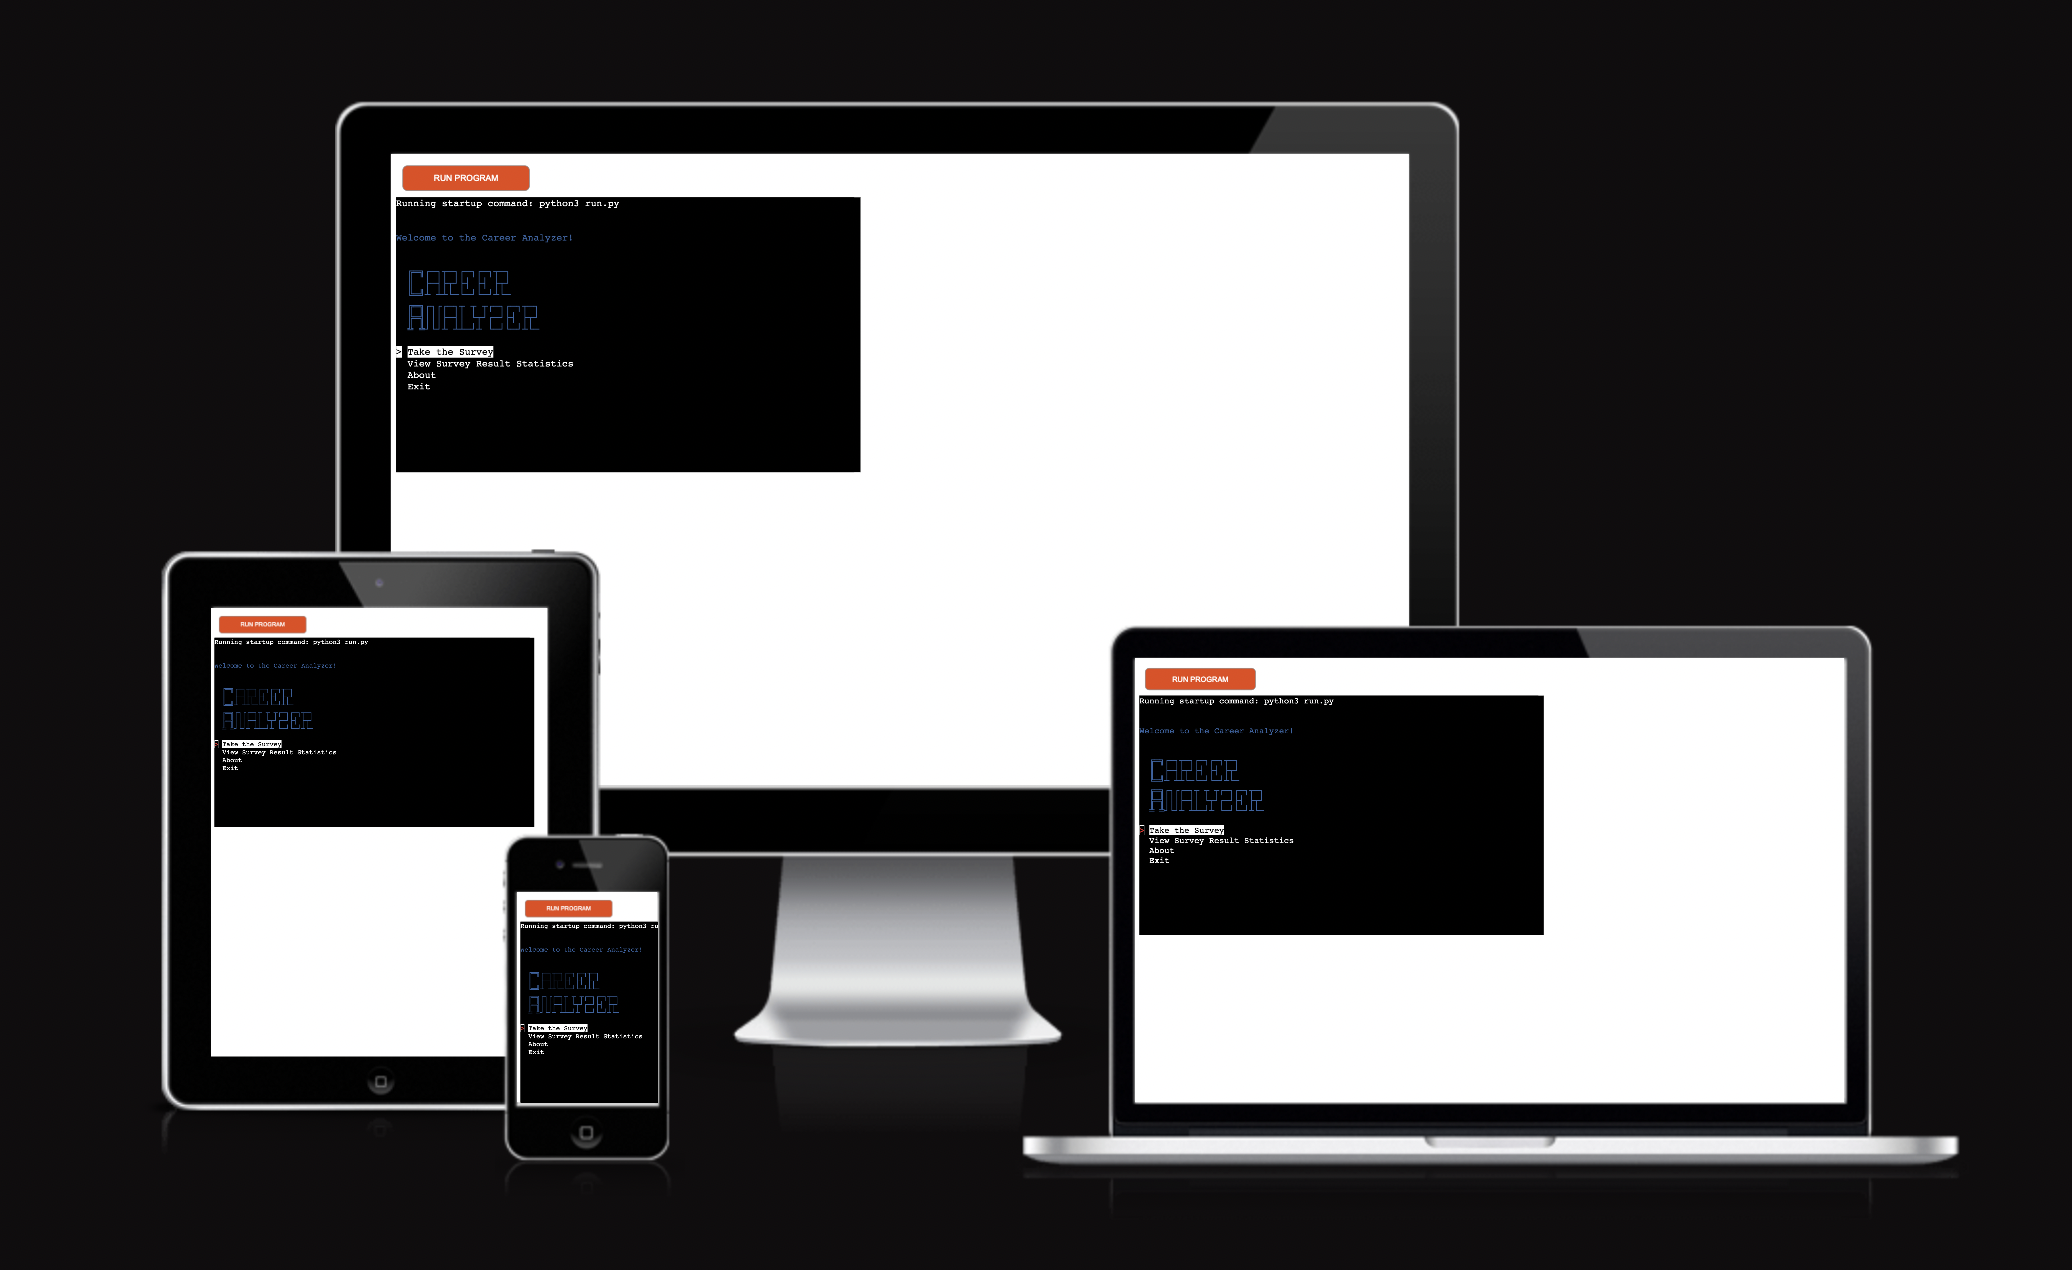 RUN PROGRAM
Running startup command: python3 run.py
Welcome to the Career Analyzer!
CAREER
ANALYZER
> Take the Survey
View Survey Result Statistics
About
Exit
RUN PROGRAM
Running startup command: python3 run.py
Welcome to the Career Analyzer!
CAREER
ANALYZER
> Take the Survey
View Survey Result Statistics
About
Exit
RUN PROGRAM
Running startup command: python3 ru
Welcome to the Career Analyzer!
CAREER
ANALYZER
> Take the Survey
View Survey Result Statistics
About
Exit
RUN PROGRAM
Running startup command: python3 run.py
Welcome to the Career Analyzer!
CAREER
ANALYZER
> Take the Survey
View Survey Result Statistics
About
Exit